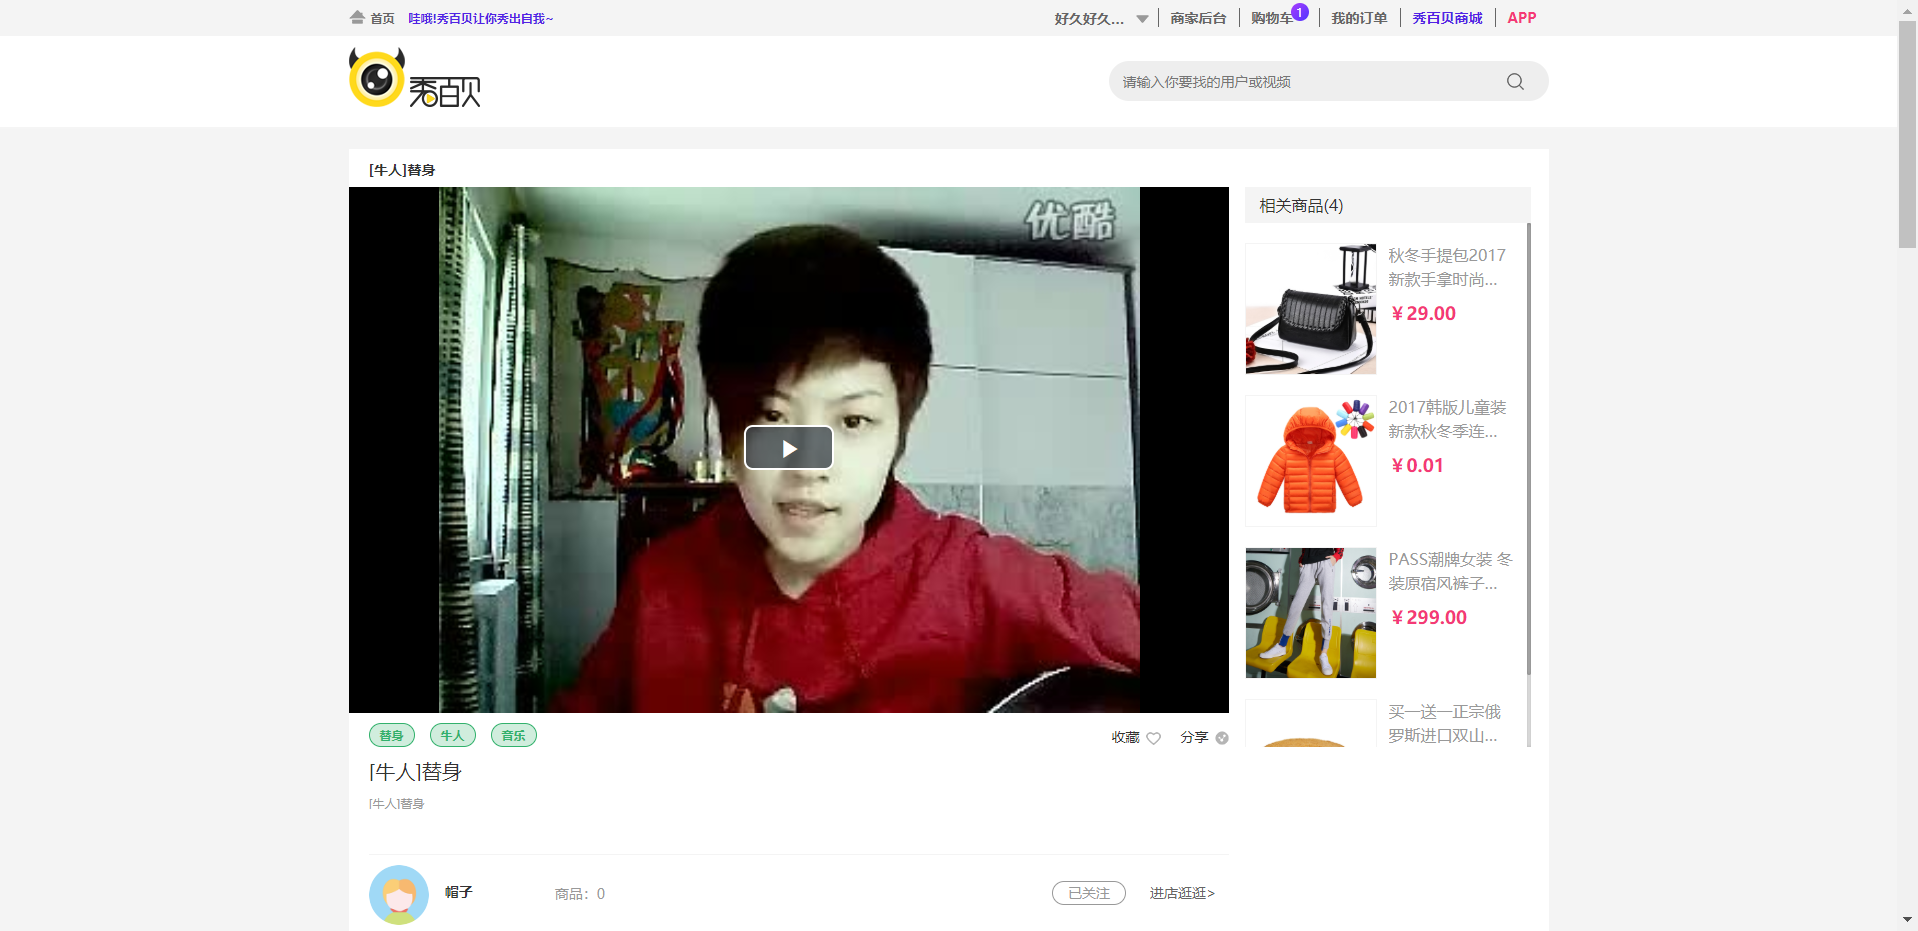 首页 哇哦!秀百贝让你秀出自我~
好久好久... 商家后台 购物车 1 我的订单 秀百贝商城 APP
秀百贝
请输入你要找的用户或视频
[牛人]替身
优酷
相关商品(4)
秋冬手提包2017
新款手拿时尚...
￥29.00
2017韩版儿童装
新款秋冬季连...
￥0.01
PASS潮牌女装 冬
装原宿风裤子...
￥299.00
买一送一正宗俄
罗斯进口双山...
替身 牛人 音乐
收藏 分享
[牛人]替身
[牛人]替身
帽子 商品：0 已关注 进店逛逛>